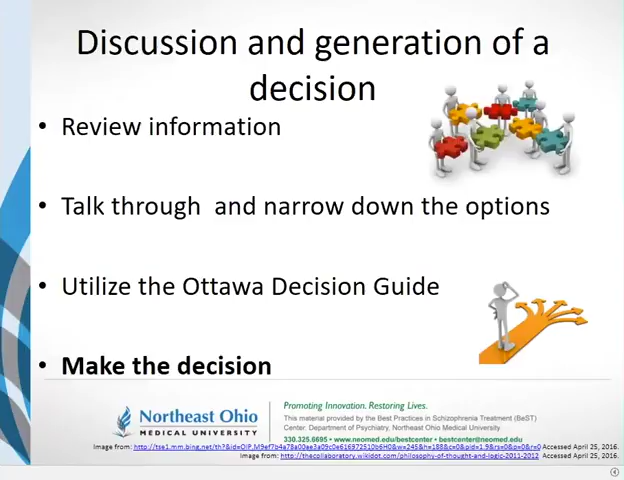 Discussion and generation of a
decision
• Review information
• Talk through and narrow down the options
• Utilize the Ottawa Decision Guide
• Make the decision
Northeast Ohio
MEDICAL UNIVERSITY
Promoting Innovation. Restoring Lives.
This material provided by the Best Practices in Schizophrenia Treatment (BeST)
Center. Department of Psychiatry, Northeast Ohio Medical University
330.325.6695 • www.neomed.edu/bestcenter • bestcenter@neomed.edu
Image from: Accessed April 25, 2016.
Image from: http://thecollaboratory.wikidot.com/philosophy-of-thought-and-logic-2011-2012 Accessed April 25, 2016.